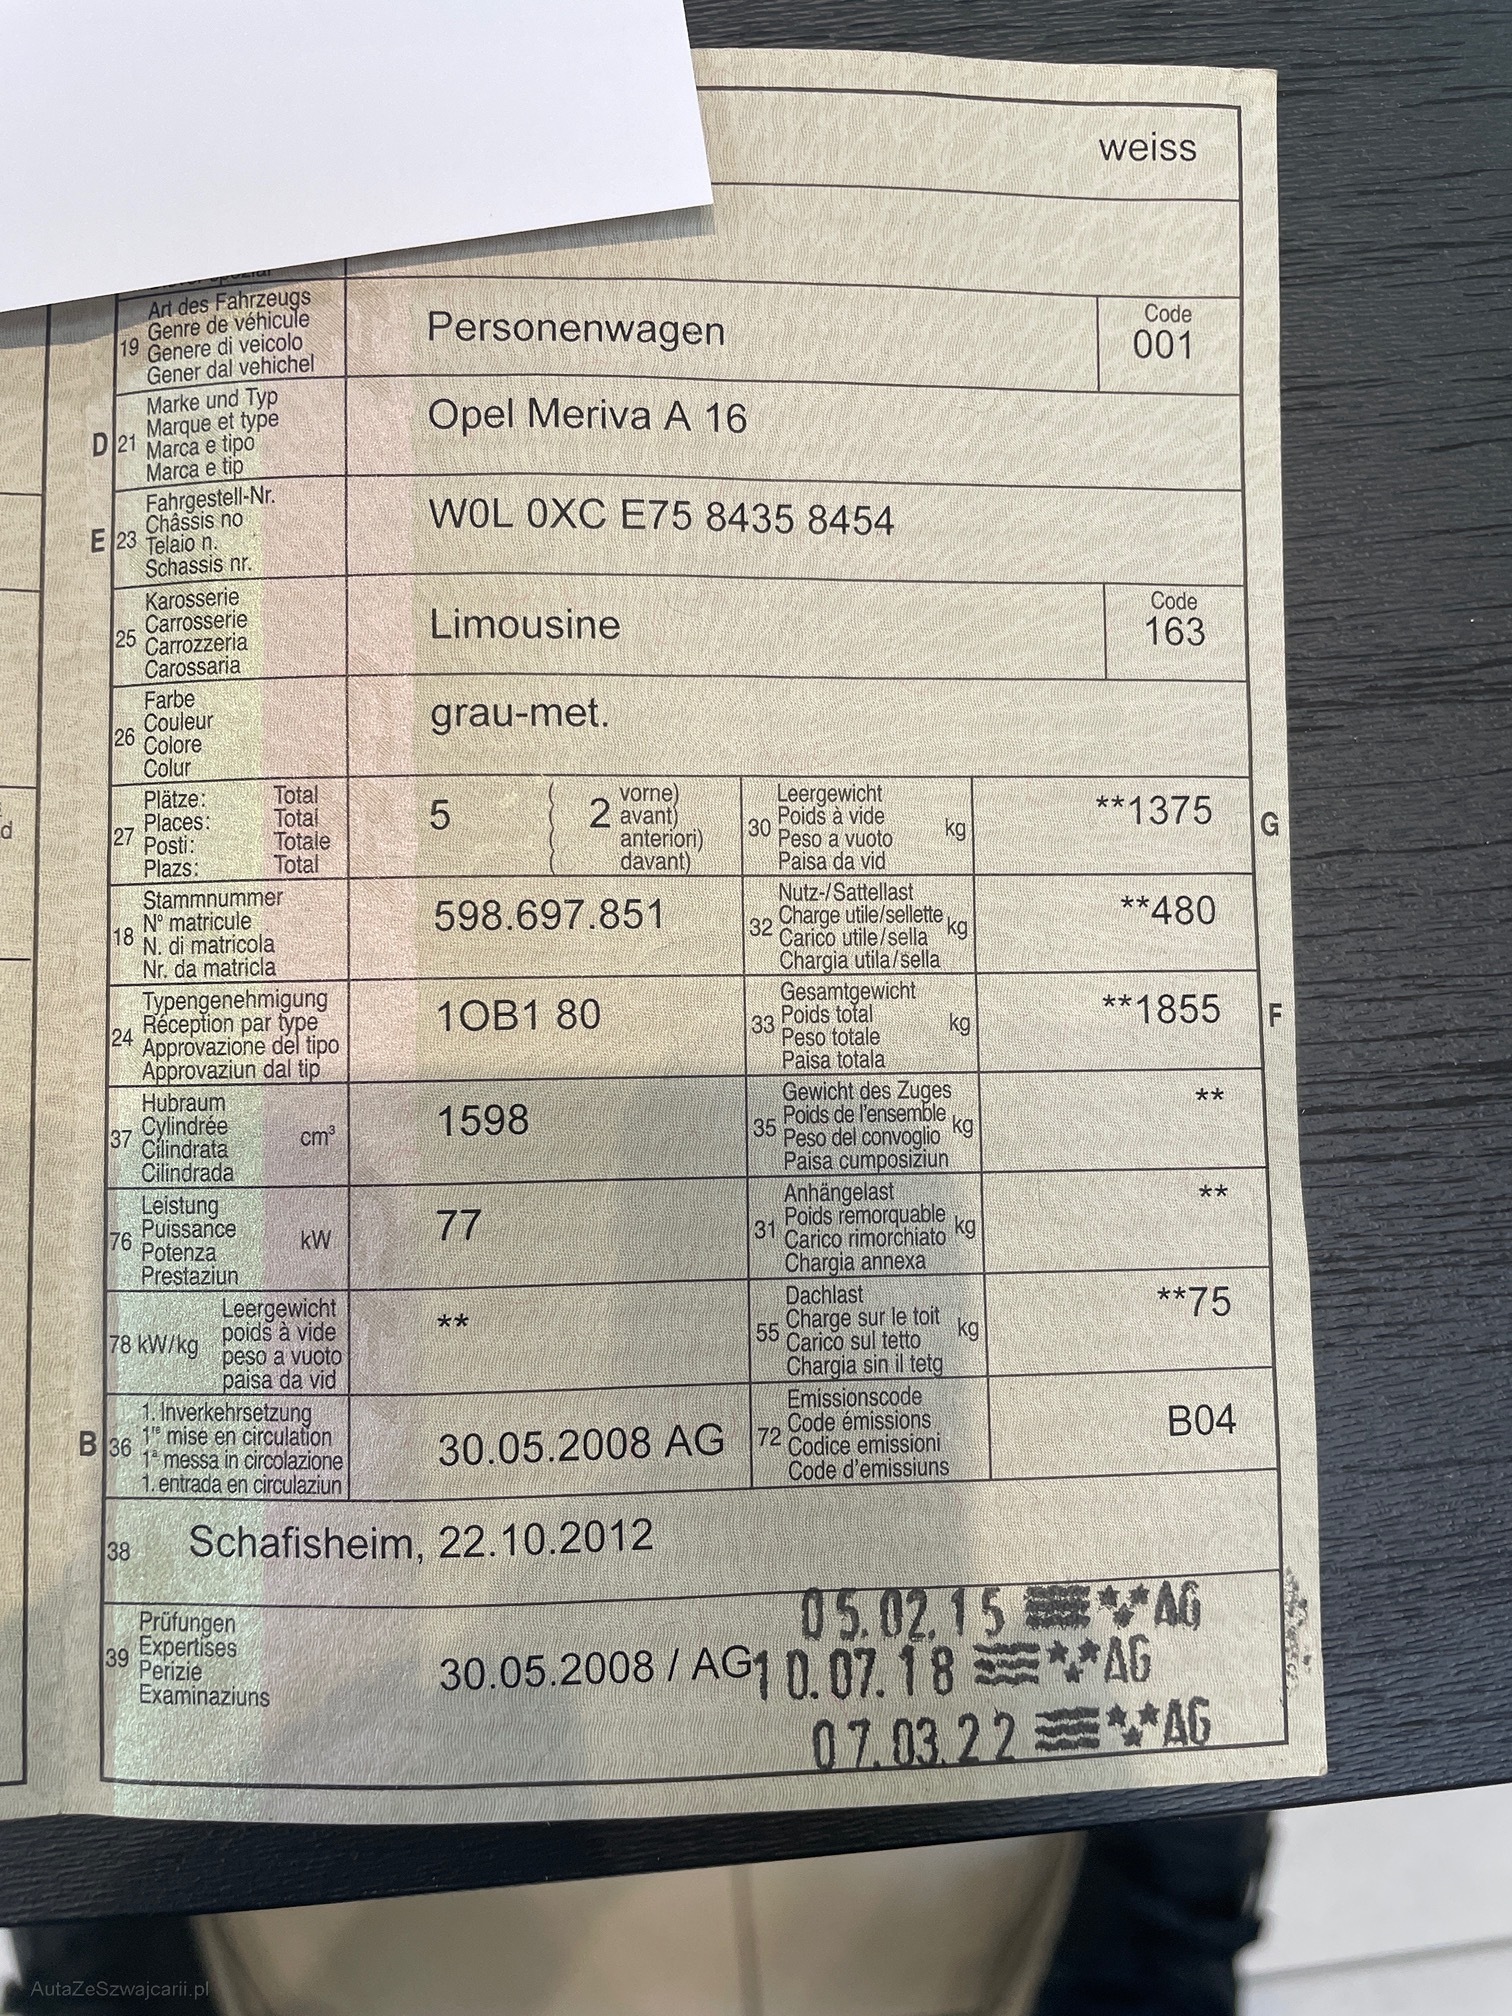 weiss
Art des Fahrzeugs
Genre de véhicule
19 Genere di veicolo
Gener dal vehichel
Personenwagen
Code
001
Marke und Typ
Marque et type
D 21 Marca e tipo
Marca e tip
Opel Meriva A 16
Fahrgestell-Nr.
Châssis no
E 23 Telaio n.
Schassis nr.
W0L 0XC E75 8435 8454
Karosserie
25 Carrosserie
Carrozzeria
Carossaria
Limousine
Code
163
Farbe
26 Couleur
Colore
Colur
grau-met.
Plätze: Total
27 Places: Total
Posti: Totale
Plazs: Total
5 ( 2 vorne)
avant)
anteriori)
davant)
Leergewicht
30 Poids à vide kg
Peso a vuoto
Paisa da vid
**1375 G
Stammnummer
18 Nº matricule
N. di matricola
Nr. da matricla
598.697.851
Nutz-/Sattellast
32 Charge utile/sellette kg
Carico utile/sella
Chargia utila/sella
**480
Typengenehmigung
24 Réception par type
Approvazione del tipo
Approvaziun dal tip
1OB1 80
Gesamtgewicht
33 Poids total kg
Peso totale
Paisa totala
**1855 F
Hubraum
37 Cylindrée cm³
Cilindrata
Cilindrada
1598
Gewicht des Zuges
35 Poids de l'ensemble kg
Peso del convoglio
Paisa cumposiziun
**
Leistung
76 Puissance kW
Potenza
Prestaziun
77
Anhängelast
31 Poids remorquable kg
Carico rimorchiato
Chargia annexa
**
Leergewicht
78 kW/kg poids à vide
peso a vuoto
paisa da vid
**
Dachlast
55 Charge sur le toit kg
Carico sul tetto
Chargia sin il tetg
**75
1. Inverkehrsetzung
B 36 1re mise en circulation
1a messa in circolazione
1. entrada en circulaziun
30.05.2008 AG
Emissionscode
72 Code émissions
Codice emissioni
Code d'emissiuns
B04
38 Schafisheim, 22.10.2012
Prüfungen
39 Expertises
Perizie
Examinaziuns
30.05.2008 / AG
05.02.15 AG
10.07.18 AG
07.03.22 AG
d
AutaZeSzwajcarii.pl